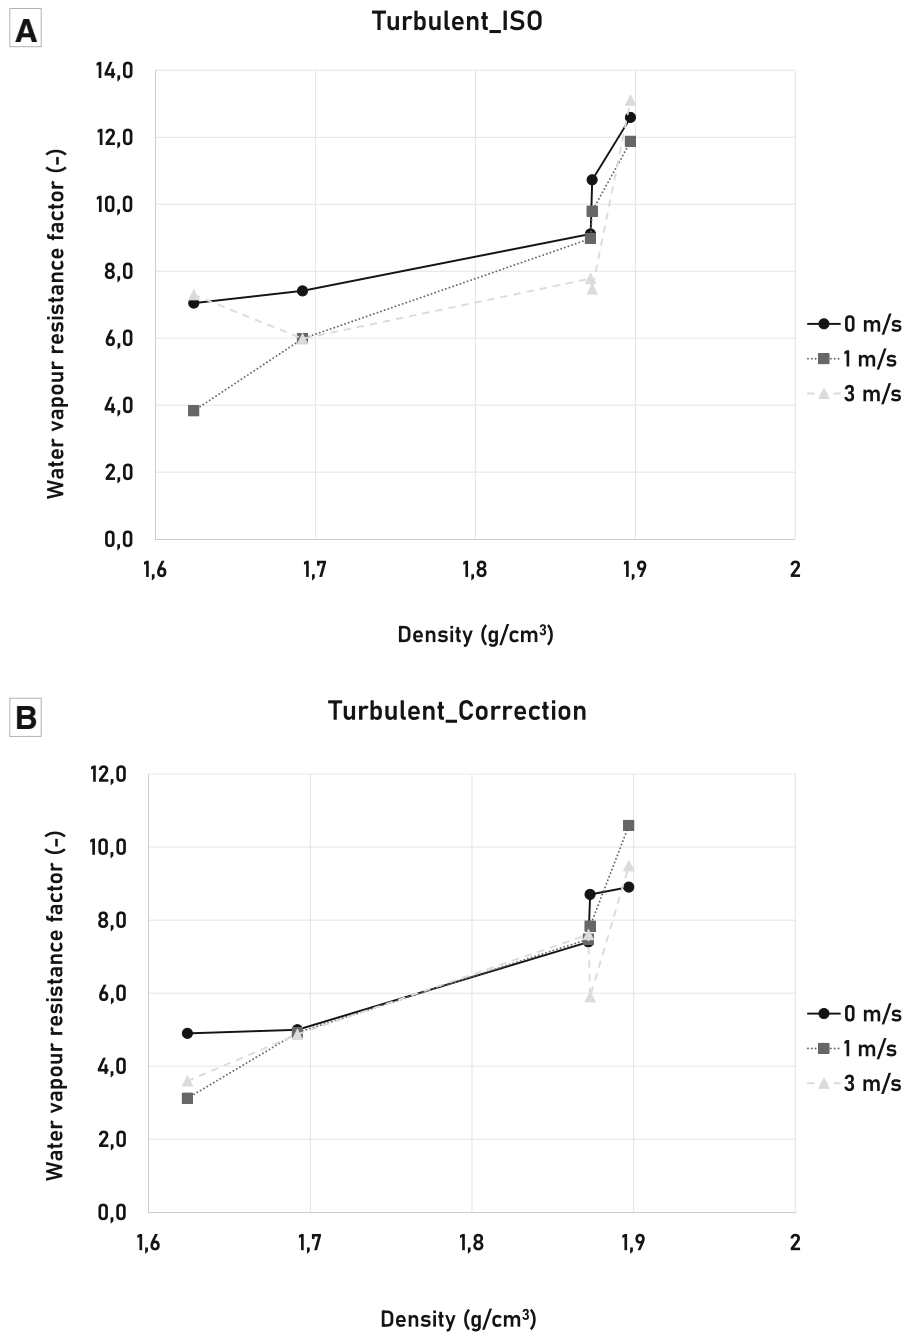 A
Turbulent_ISO
14,0
12,0
10,0
8,0
6,0
4,0
2,0
0,0
Water vapour resistance factor (-)
1,6 1,7 1,8 1,9 2
Density (g/cm³)
0 m/s
1 m/s
3 m/s
B
Turbulent_Correction
12,0
10,0
8,0
6,0
4,0
2,0
0,0
Water vapour resistance factor (-)
1,6 1,7 1,8 1,9 2
Density (g/cm³)
0 m/s
1 m/s
3 m/s